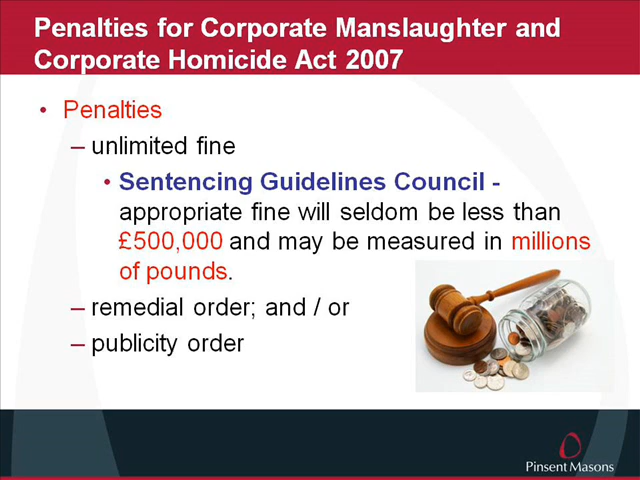 Penalties for Corporate Manslaughter and
Corporate Homicide Act 2007
• Penalties
– unlimited fine
• Sentencing Guidelines Council -
appropriate fine will seldom be less than
£500,000 and may be measured in millions
of pounds.
– remedial order; and / or
– publicity order
Pinsent Masons